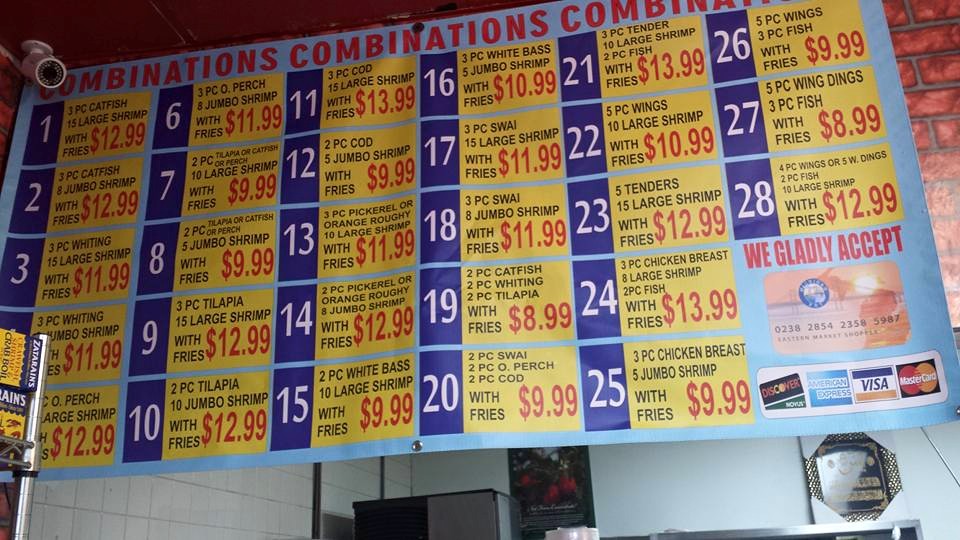 COMBINATIONS COMBINATIONS COMBINATIONS
1
1 PC CATFISH
15 LARGE SHRIMP
WITH
FRIES $12.99
2
3 PC CATFISH
8 JUMBO SHRIMP
WITH
FRIES $12.99
3
3 PC WHITING
15 LARGE SHRIMP
WITH
FRIES $11.99
3 PC WHITING
JUMBO SHRIMP
$11.99
O. PERCH
LARGE SHRIMP
$12.99
6
3 PC O. PERCH
8 JUMBO SHRIMP
WITH
FRIES $11.99
7
2 PC TILAPIA OR CATFISH
OR PERCH
10 LARGE SHRIMP
WITH
FRIES $9.99
8
2 PC TILAPIA OR CATFISH
OR PERCH
5 JUMBO SHRIMP
WITH
FRIES $9.99
9
3 PC TILAPIA
15 LARGE SHRIMP
WITH
FRIES $12.99
10
2 PC TILAPIA
10 JUMBO SHRIMP
WITH
FRIES $12.99
11
3 PC COD
15 LARGE SHRIMP
WITH
FRIES $13.99
12
2 PC COD
5 JUMBO SHRIMP
WITH
FRIES $9.99
13
3 PC PICKEREL OR
ORANGE ROUGHY
10 LARGE SHRIMP
WITH
FRIES $11.99
14
2 PC PICKEREL OR
ORANGE ROUGHY
8 JUMBO SHRIMP
WITH
FRIES $12.99
15
2 PC WHITE BASS
10 LARGE SHRIMP
WITH
FRIES $9.99
16
3 PC WHITE BASS
5 JUMBO SHRIMP
WITH
FRIES $10.99
17
3 PC SWAI
15 LARGE SHRIMP
WITH
FRIES $11.99
18
3 PC SWAI
8 JUMBO SHRIMP
WITH
FRIES $11.99
19
2 PC CATFISH
2 PC WHITING
2 PC TILAPIA
WITH
FRIES $8.99
20
2 PC SWAI
2 PC O. PERCH
2 PC COD
WITH
FRIES $9.99
21
3 PC TENDER
10 LARGE SHRIMP
2 PC FISH
WITH
FRIES $13.99
22
5 PC WINGS
10 LARGE SHRIMP
WITH
FRIES $10.99
23
5 TENDERS
15 LARGE SHRIMP
WITH
FRIES $12.99
24
3 PC CHICKEN BREAST
8 LARGE SHRIMP
2PC FISH
WITH
FRIES $13.99
25
3 PC CHICKEN BREAST
5 JUMBO SHRIMP
WITH
FRIES $9.99
26
5 PC WINGS
3 PC FISH
WITH
FRIES $9.99
27
5 PC WING DINGS
3 PC FISH
WITH
FRIES $8.99
28
4 PC WINGS OR 5 W. DINGS
2 PC FISH
10 LARGE SHRIMP
WITH
FRIES $12.99
WE GLADLY ACCEPT
0238 2854 2358 5987
EASTERN MARKET SHOPPER
DISCOVER
NOVUS
AMERICAN
EXPRESS
VISA
MasterCard
ZATARAINS
CRAB BOIL